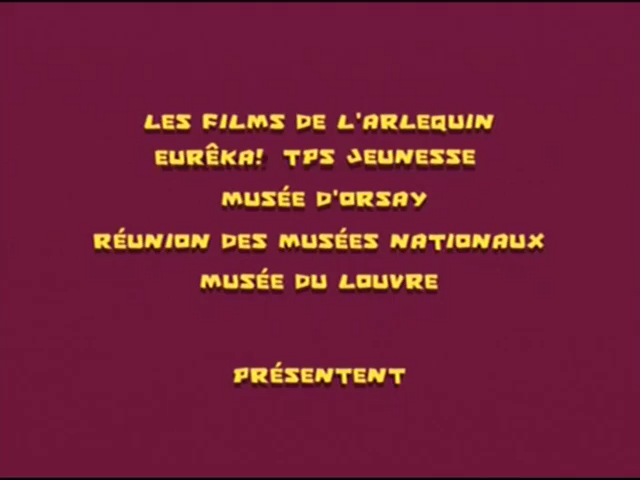 LES FILMS DE L'ARLEQUIN
EURÊKA! TPS JEUNESSE
MUSÉE D'ORSAY
RÉUNION DES MUSÉES NATIONAUX
MUSÉE DU LOUVRE
PRÉSENTENT